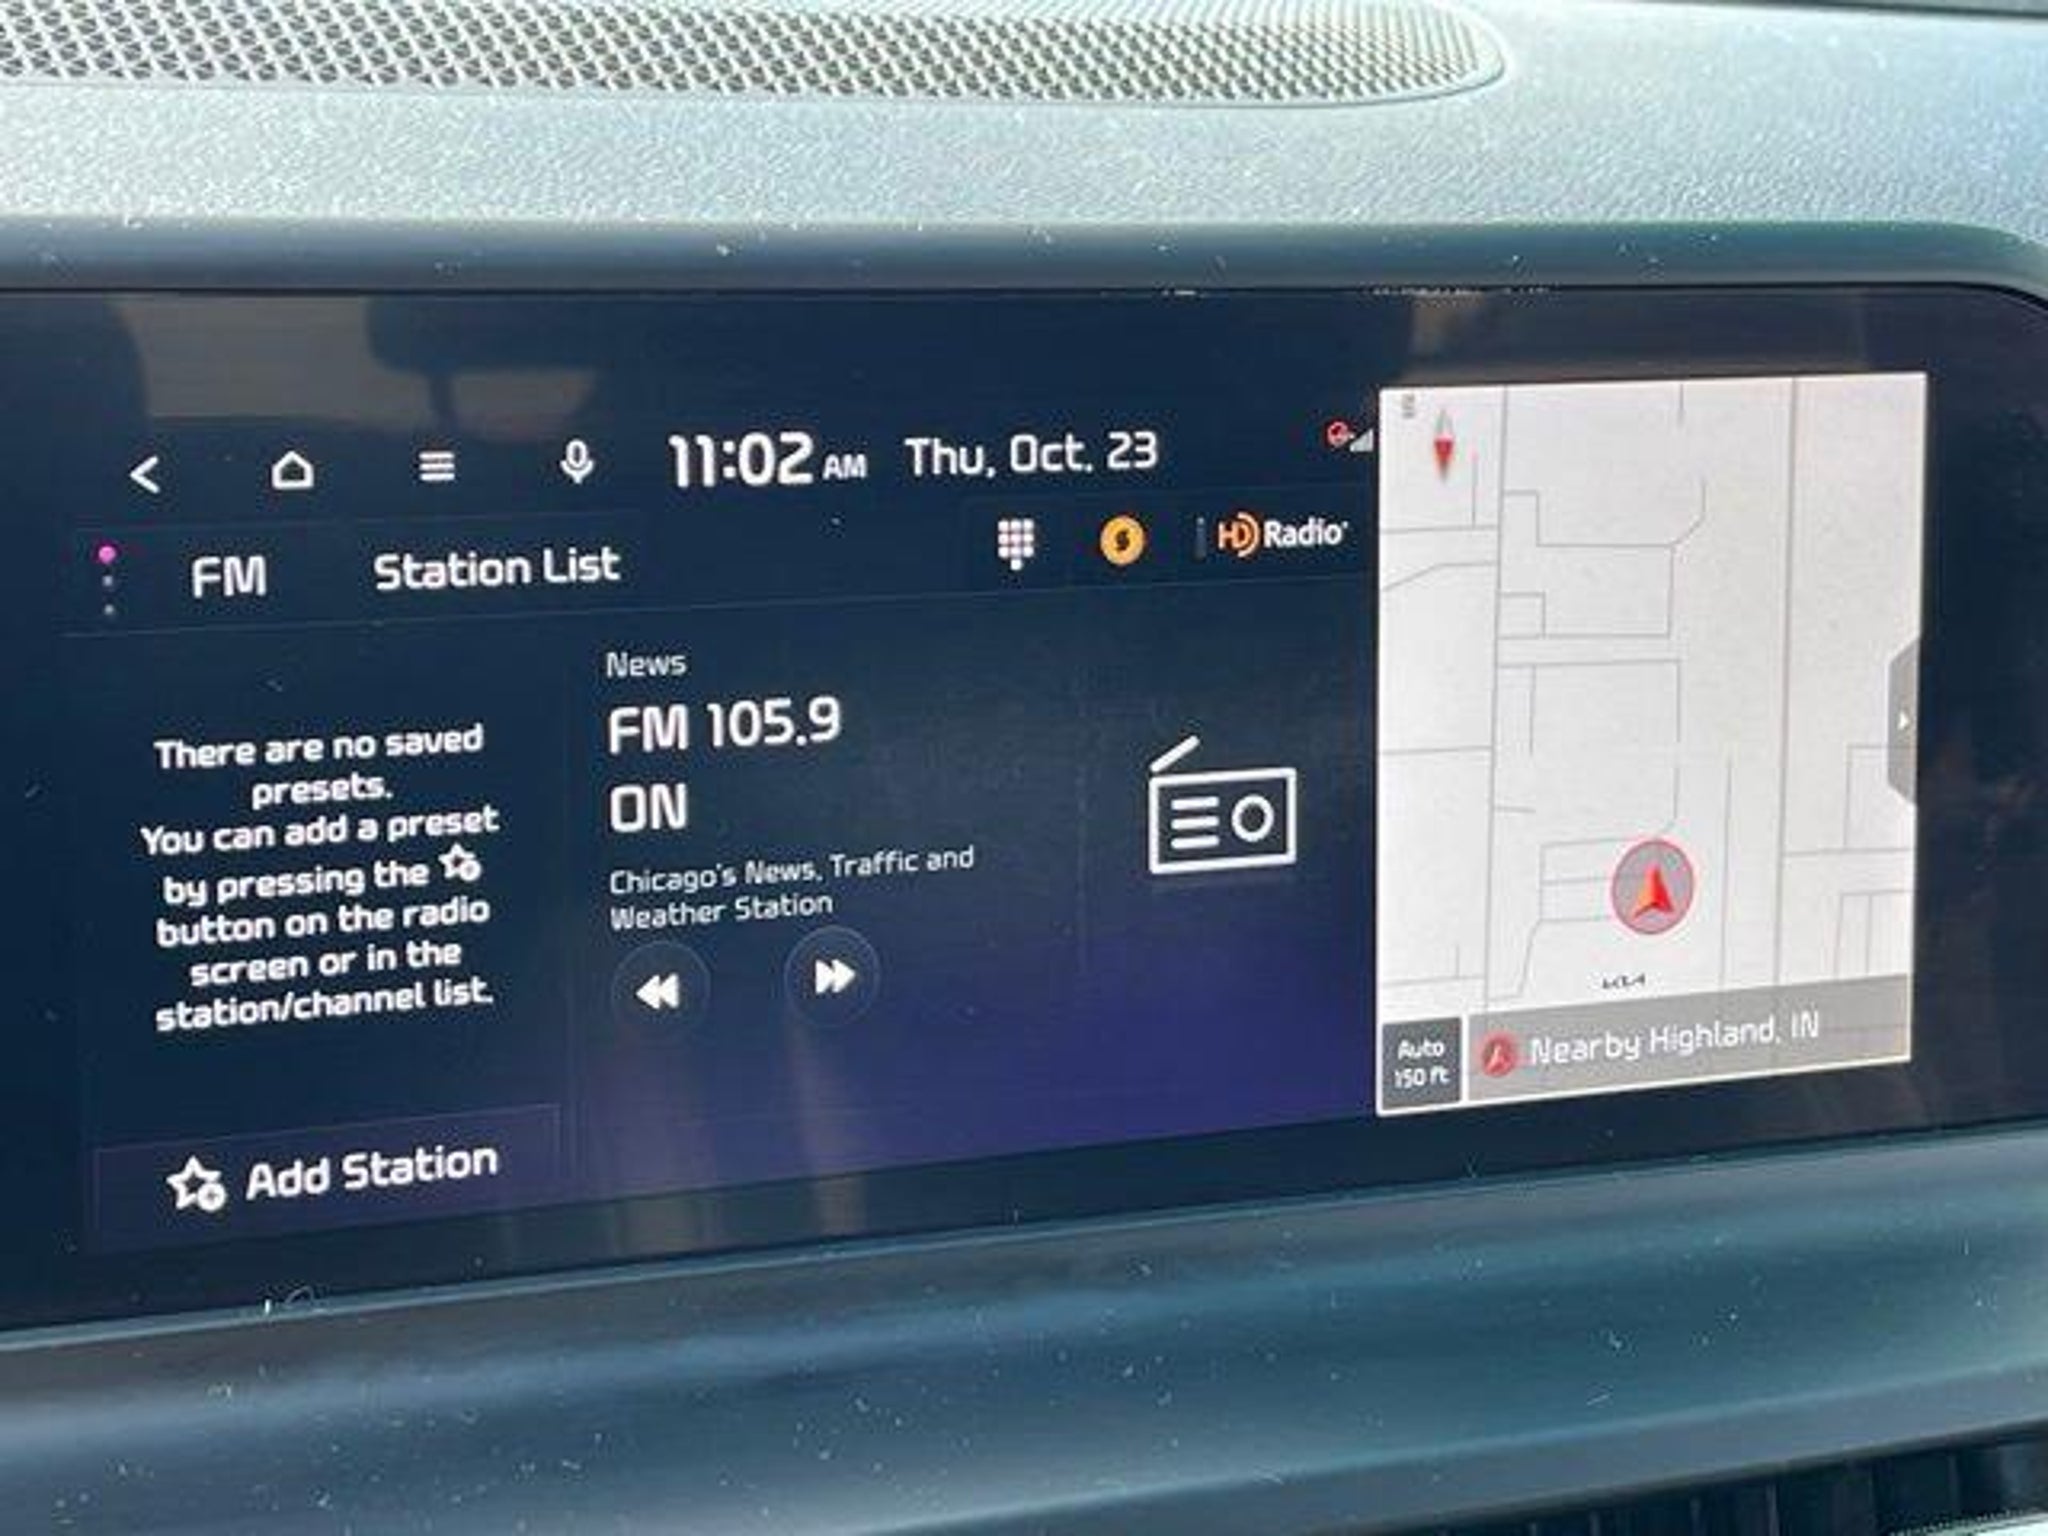 11:02 AM Thu, Oct. 23
FM Station List HD Radio
There are no saved
presets.
You can add a preset
by pressing the
button on the radio
screen or in the
station/channel list.
Add Station
News
FM 105.9
ON
Chicago's News, Traffic and
Weather Station
KIA
Auto
150 ft
Nearby Highland, IN